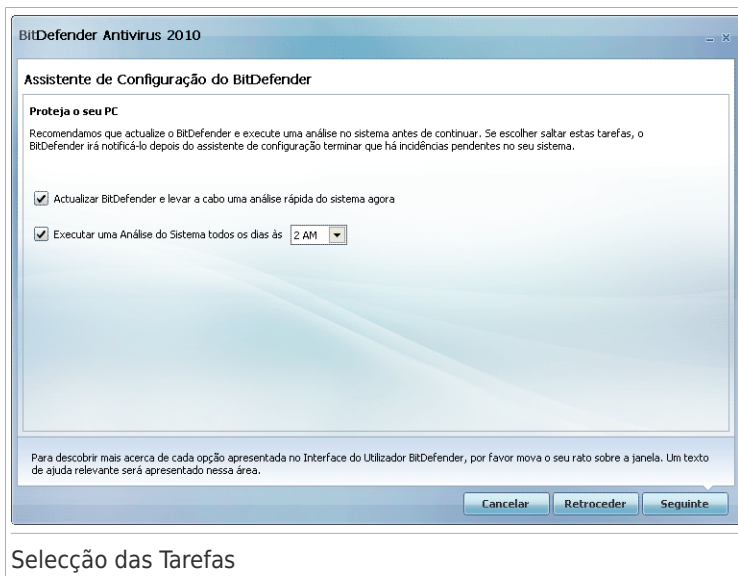 BitDefender Antivirus 2010
Assistente de Configuração do BitDefender
Proteja o seu PC
Recomendamos que actualize o BitDefender e execute uma análise no sistema antes de continuar. Se escolher saltar estas tarefas, o
BitDefender irá notificá-lo depois do assistente de configuração terminar que há incidências pendentes no seu sistema.
Actualizar BitDefender e levar a cabo uma análise rápida do sistema agora
Executar uma Análise do Sistema todos os dias às 2 AM
Para descobrir mais acerca de cada opção apresentada no Interface do Utilizador BitDefender, por favor mova o seu rato sobre a janela. Um texto
de ajuda relevante será apresentado nessa área.
Cancelar Retroceder Seguinte
Selecção das Tarefas